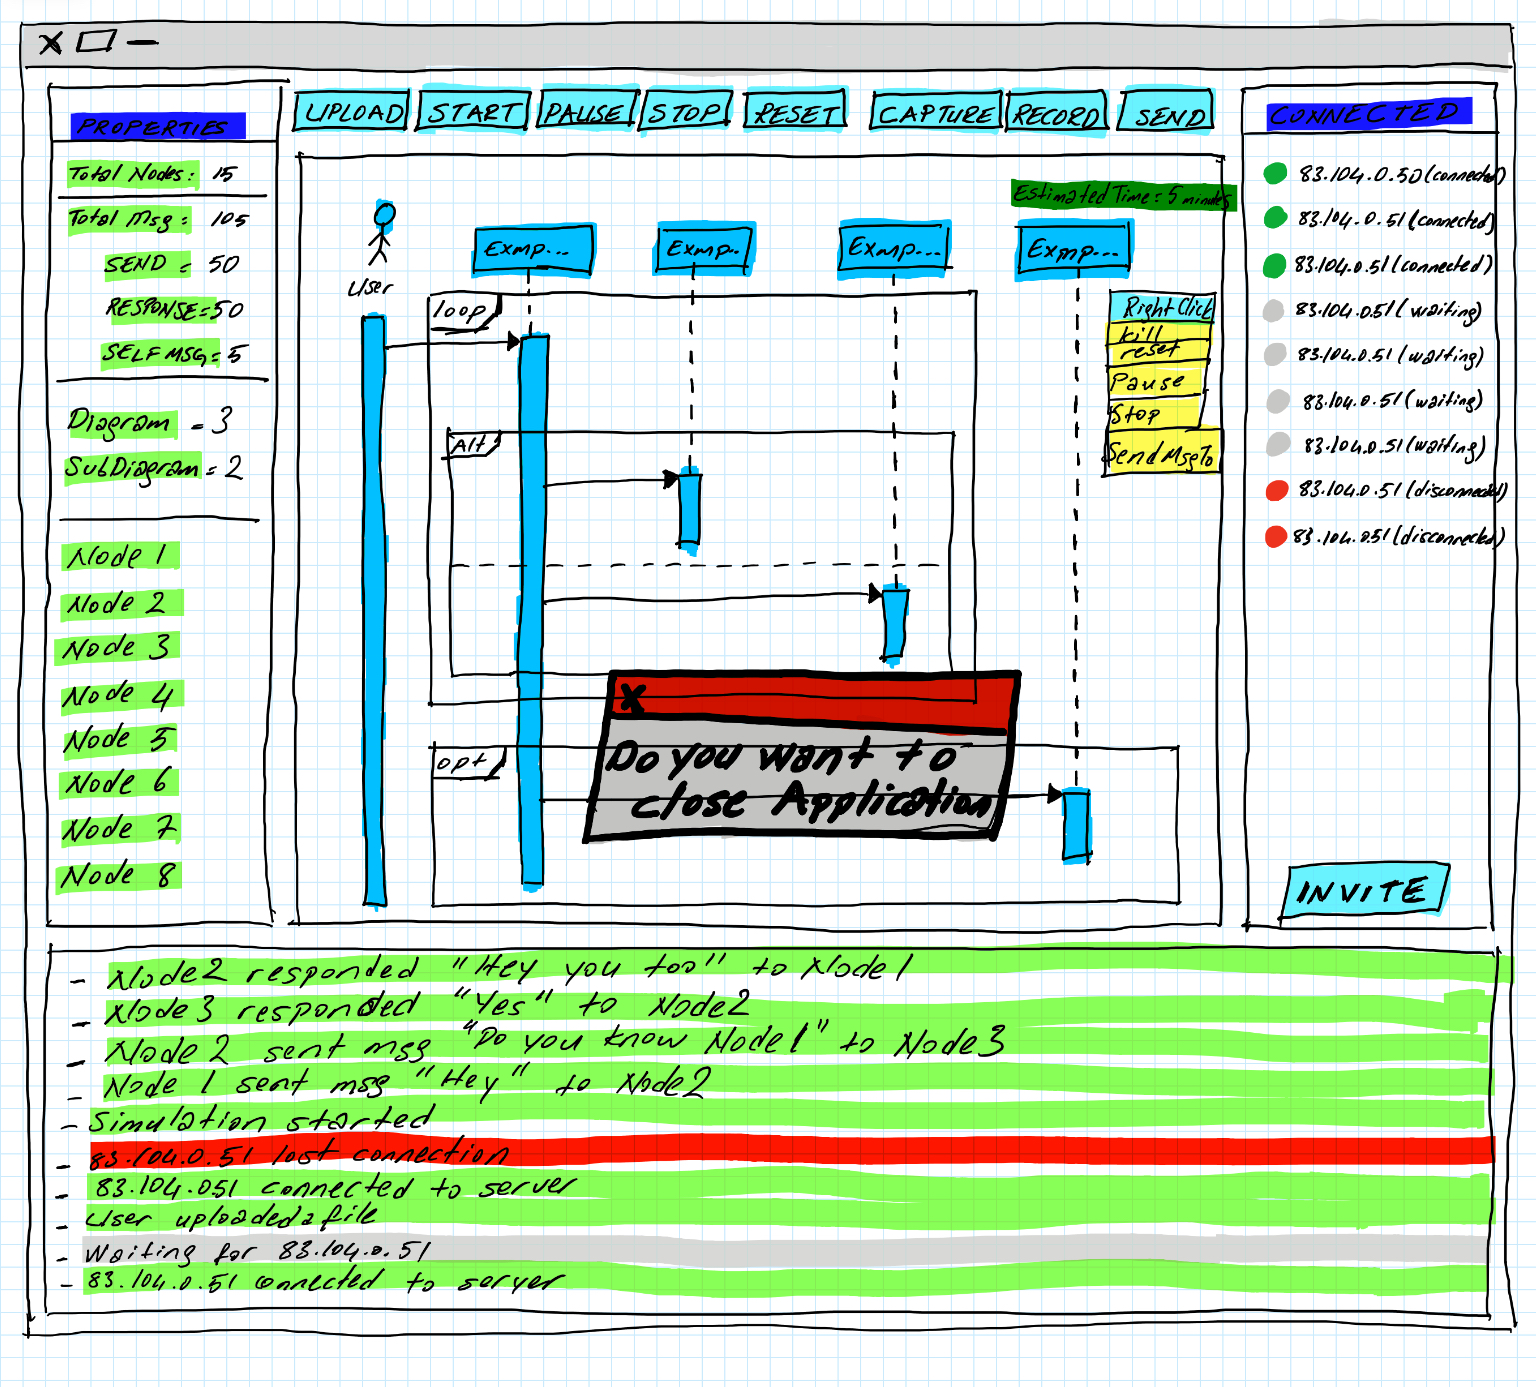 X
UPLOAD START PAUSE STOP RESET CAPTURE RECORD SEND
PROPERTIES
Total Nodes: 15
Total Msg: 105
SEND = 50
RESPONSE=50
SELF MSG= 5
Diagram = 3
SubDiagram = 2
Node 1
Node 2
Node 3
Node 4
Node 5
Node 6
Node 7
Node 8
Estimated Time = 5 minutes
User
Exmp...
Exmp..
Exmp...
Exmp...
loop
Alt
opt
Right Click
kill
reset
Pause
Stop
Send Msg To
X
Do you want to
close Application
CONNECTED
83.104.0.50 (connected)
83.104.0.51 (connected)
83.104.0.51 (connected)
83.104.0.51 (waiting)
83.104.0.51 (waiting)
83.104.0.51 (waiting)
83.104.0.51 (waiting)
83.104.0.51 (disconnected)
83.104.0.51 (disconnected)
INVITE
- Node2 responded "Hey you too" to Node1
- Node3 responded "Yes" to Node2
- Node 2 sent msg "Do you know Node1" to Node3
- Node 1 sent msg "Hey" to Node2
- Simulation started
- 83.104.0.51 lost connection
- 83.104.051 connected to server
- User uploaded a file
- Waiting for 83.104.0.51
- 83.104.0.51 connected to server